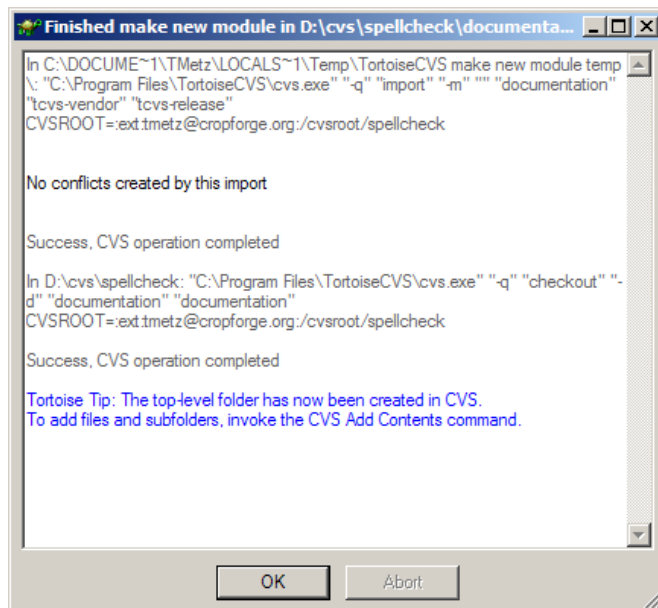 Finished make new module in D:\cvs\spellcheck\documenta...
In C:\DOCUME~1\TMetz\LOCALS~1\Temp\TortoiseCVS make new module temp
\: "C:\Program Files\TortoiseCVS\cvs.exe" "-q" "import" "-m" "" "documentation"
"tcvs-vendor" "tcvs-release"
CVSROOT=:ext:tmetz@cropforge.org:/cvsroot/spellcheck
No conflicts created by this import
Success, CVS operation completed
In D:\cvs\spellcheck: "C:\Program Files\TortoiseCVS\cvs.exe" "-q" "checkout" "-
d" "documentation" "documentation"
CVSROOT=:ext:tmetz@cropforge.org:/cvsroot/spellcheck
Success, CVS operation completed
Tortoise Tip: The top-level folder has now been created in CVS.
To add files and subfolders, invoke the CVS Add Contents command.
OK Abort